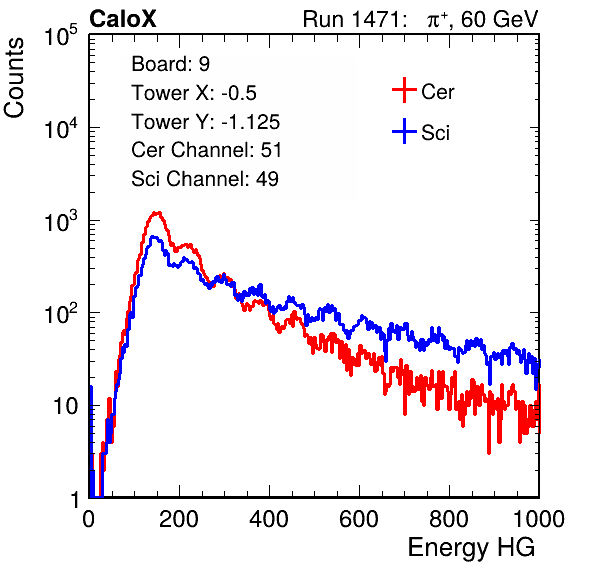 CaloX Run 1471: π⁺, 60 GeV
Counts
Board: 9
Tower X: -0.5
Tower Y: -1.125
Cer Channel: 51
Sci Channel: 49
Cer
Sci
10⁵
10⁴
10³
10²
10
1
0 200 400 600 800 1000
Energy HG